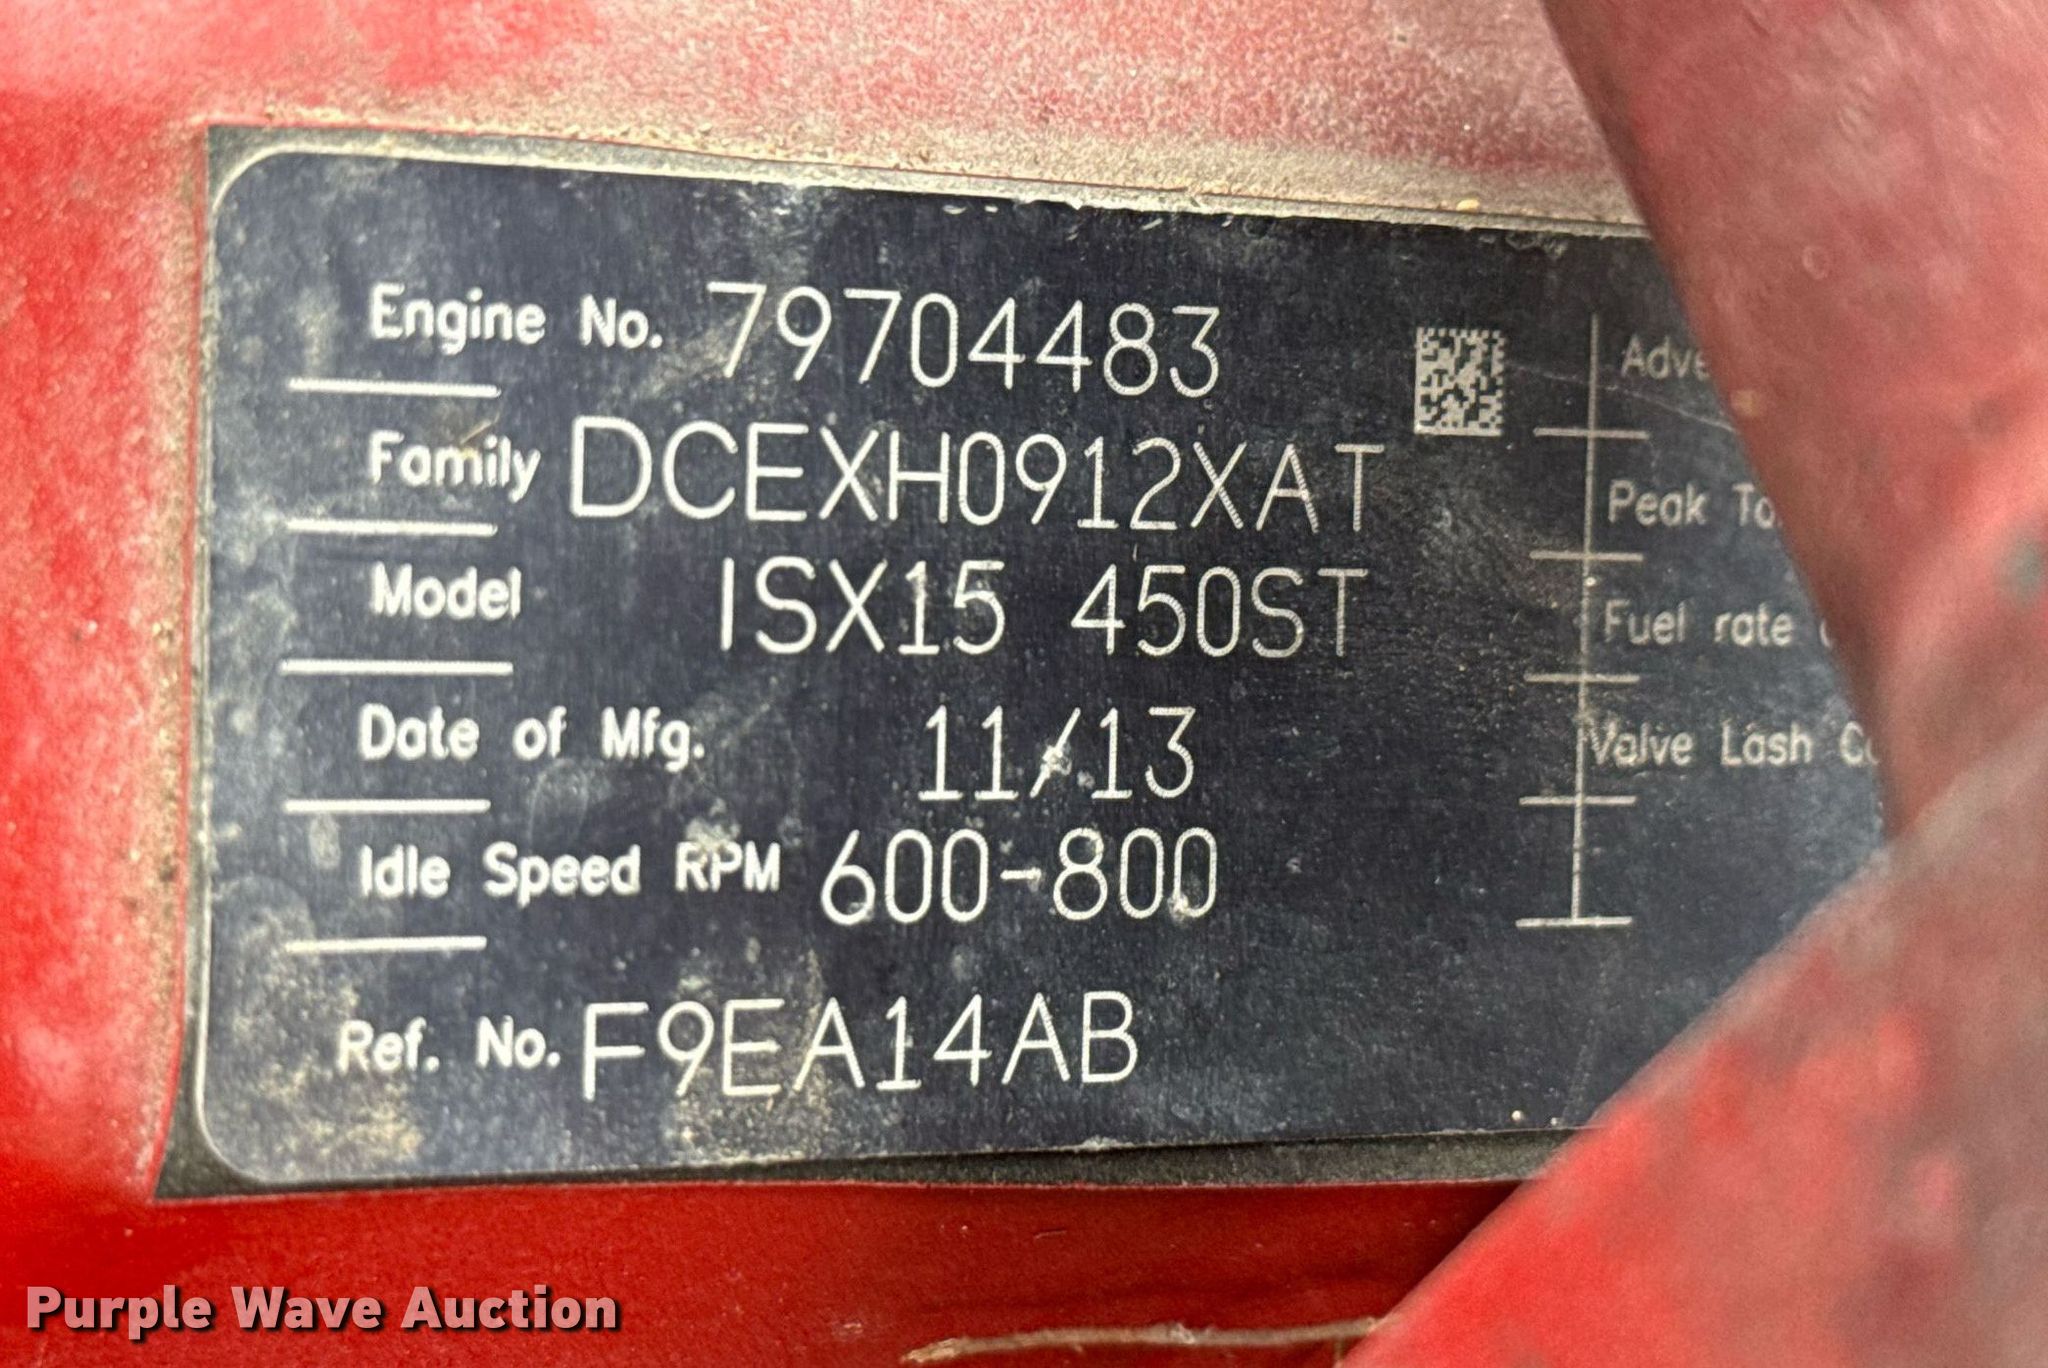 Engine No. 79704483
Family DCEXH0912XAT
Model ISX15 450ST
Date of Mfg. 11/13
Idle Speed RPM 600-800
Ref. No. F9EA14AB
Peak
Fuel rate
Valve Lash
Purple Wave Auction